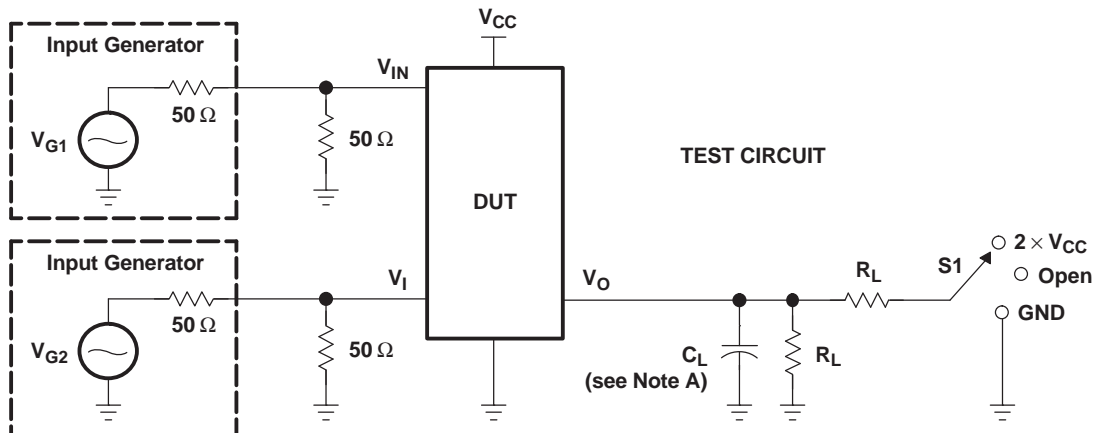 Input Generator
50 Ω
VG1
VIN
50 Ω
VCC
DUT
TEST CIRCUIT
Input Generator
50 Ω
VG2
VI
50 Ω
VO
CL
(see Note A)
RL
RL
S1
2 × VCC
Open
GND